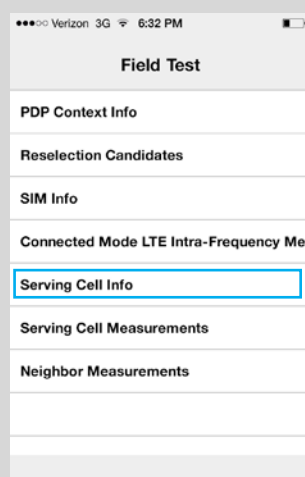 ●●●○○ Verizon 3G 6:32 PM
Field Test
PDP Context Info
Reselection Candidates
SIM Info
Connected Mode LTE Intra-Frequency Me
Serving Cell Info
Serving Cell Measurements
Neighbor Measurements